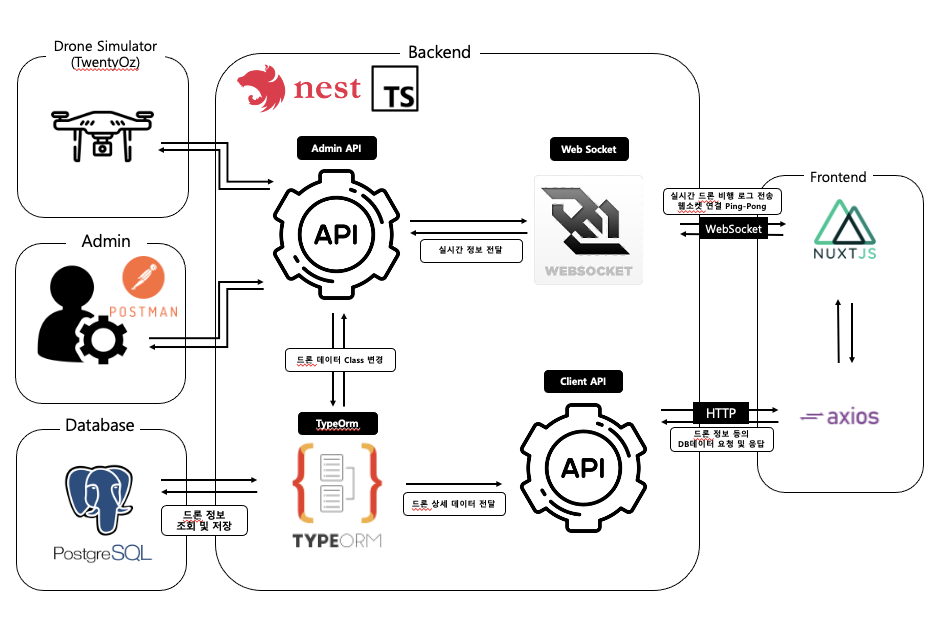 Drone Simulator
(TwentyOz)
Backend
nest
TS
Admin API
Web Socket
API
실시간 정보 전달
WEBSOCKET
실시간 드론 비행 로그 전송
웹소켓 연결 Ping-Pong
WebSocket
Frontend
NUXTJS
Admin
POSTMAN
드론 데이터 Class 변경
Client API
TypeOrm
API
HTTP
드론 정보 등의
DB데이터 요청 및 응답
axios
Database
PostgreSQL
드론 정보
조회 및 저장
TYPEORM
드론 상세 데이터 전달